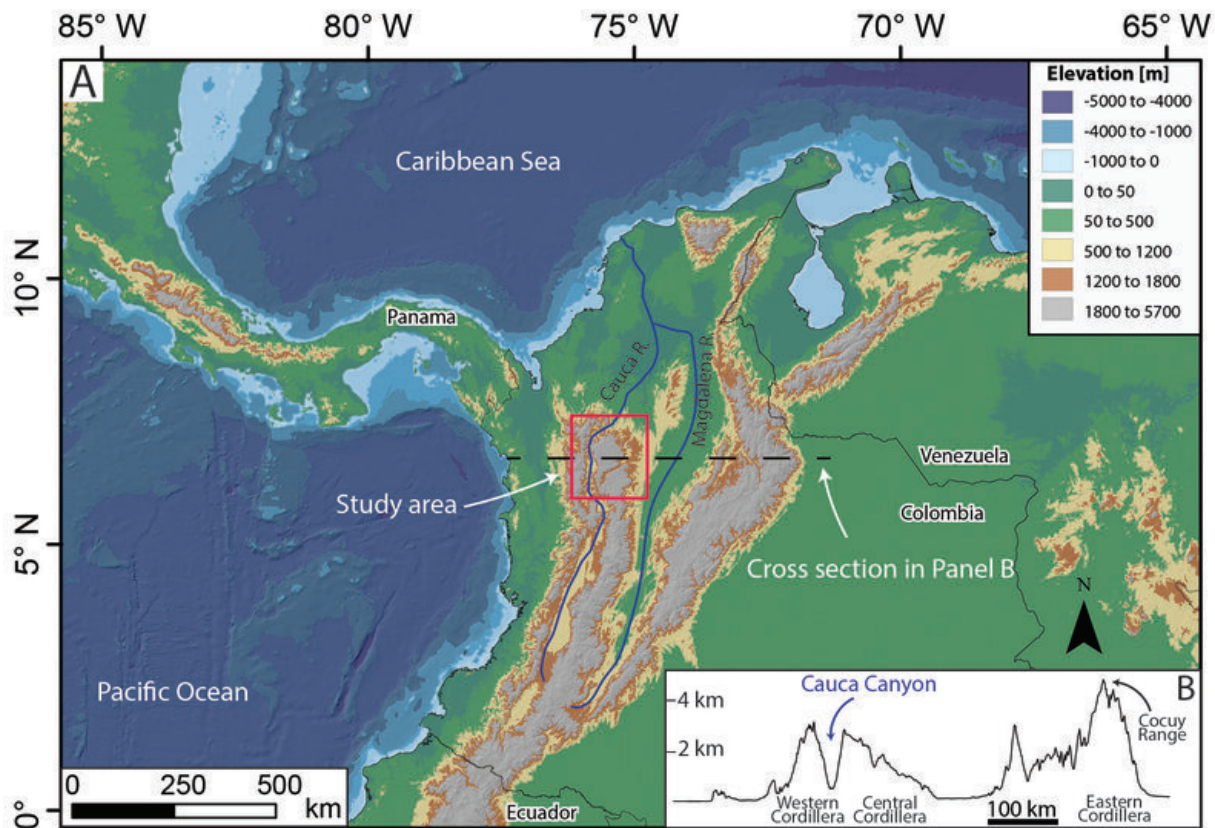 85° W
80° W
75° W
70° W
65° W
A
Elevation [m]
-5000 to -4000
-4000 to -1000
-1000 to 0
0 to 50
50 to 500
500 to 1200
1200 to 1800
1800 to 5700
Caribbean Sea
10° N
Panama
Cauca R.
Magdalena R.
Study area
Venezuela
Colombia
5° N
Cross section in Panel B
N
Pacific Ocean
B
Cauca Canyon
4 km
2 km
Cocuy
Range
Western
Cordillera
Central
Cordillera
100 km
Eastern
Cordillera
0 250 500
km
Ecuador
0°